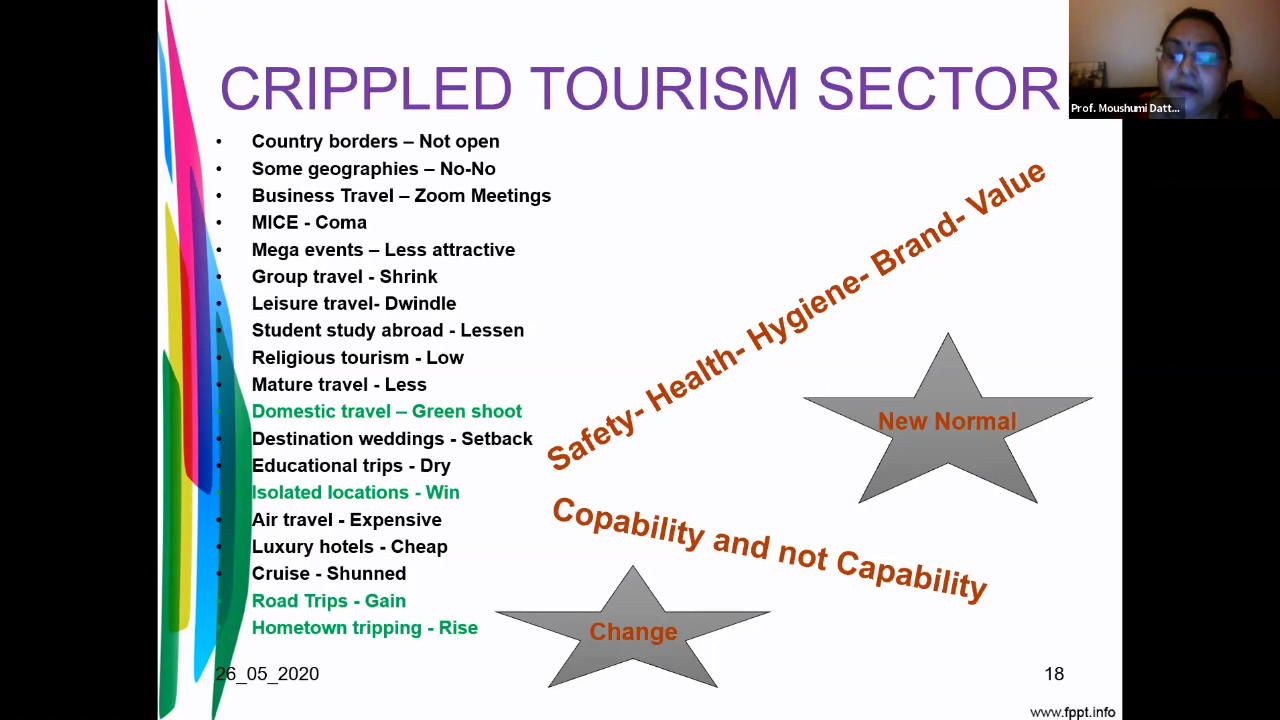 CRIPPLED TOURISM SECTOR
Prof. Moushumi Datt...
• Country borders – Not open
• Some geographies – No-No
• Business Travel – Zoom Meetings
• MICE - Coma
• Mega events – Less attractive
• Group travel - Shrink
• Leisure travel- Dwindle
• Student study abroad - Lessen
• Religious tourism - Low
• Mature travel - Less
• Domestic travel – Green shoot
• Destination weddings - Setback
• Educational trips - Dry
• Isolated locations - Win
• Air travel - Expensive
• Luxury hotels - Cheap
• Cruise - Shunned
• Road Trips - Gain
• Hometown tripping - Rise
Safety- Health- Hygiene- Brand- Value
New Normal
Copability and not Capability
Change
26_05_2020
18
www.fppt.info